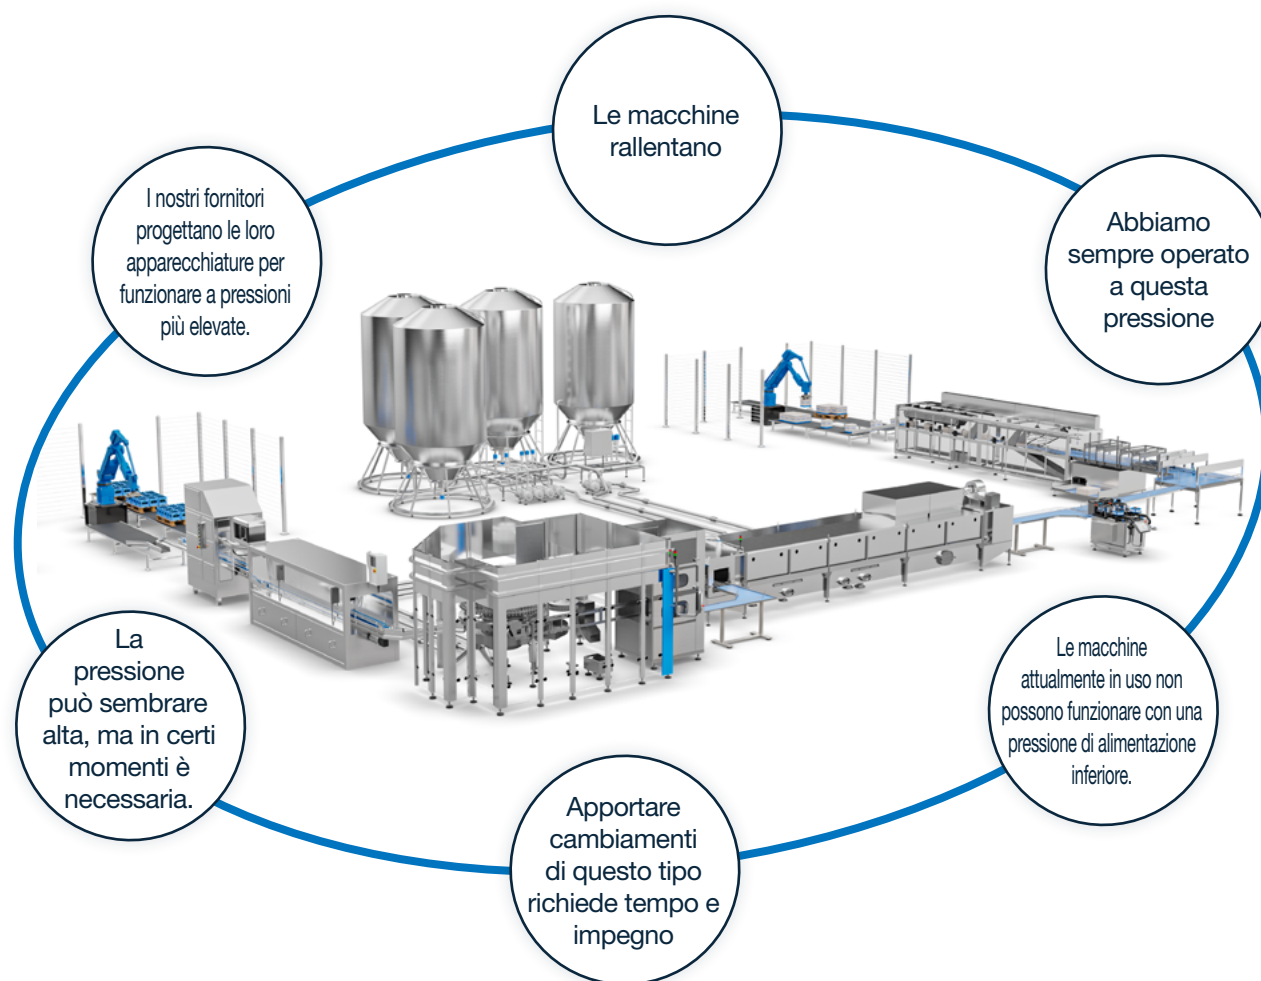 Le macchine
rallentano
Abbiamo
sempre operato
a questa
pressione
Le macchine
attualmente in uso non
possono funzionare con una
pressione di alimentazione
inferiore.
Apportare
cambiamenti
di questo tipo
richiede tempo e
impegno
La
pressione
può sembrare
alta, ma in certi
momenti è
necessaria.
I nostri fornitori
progettano le loro
apparecchiature per
funzionare a pressioni
più elevate.